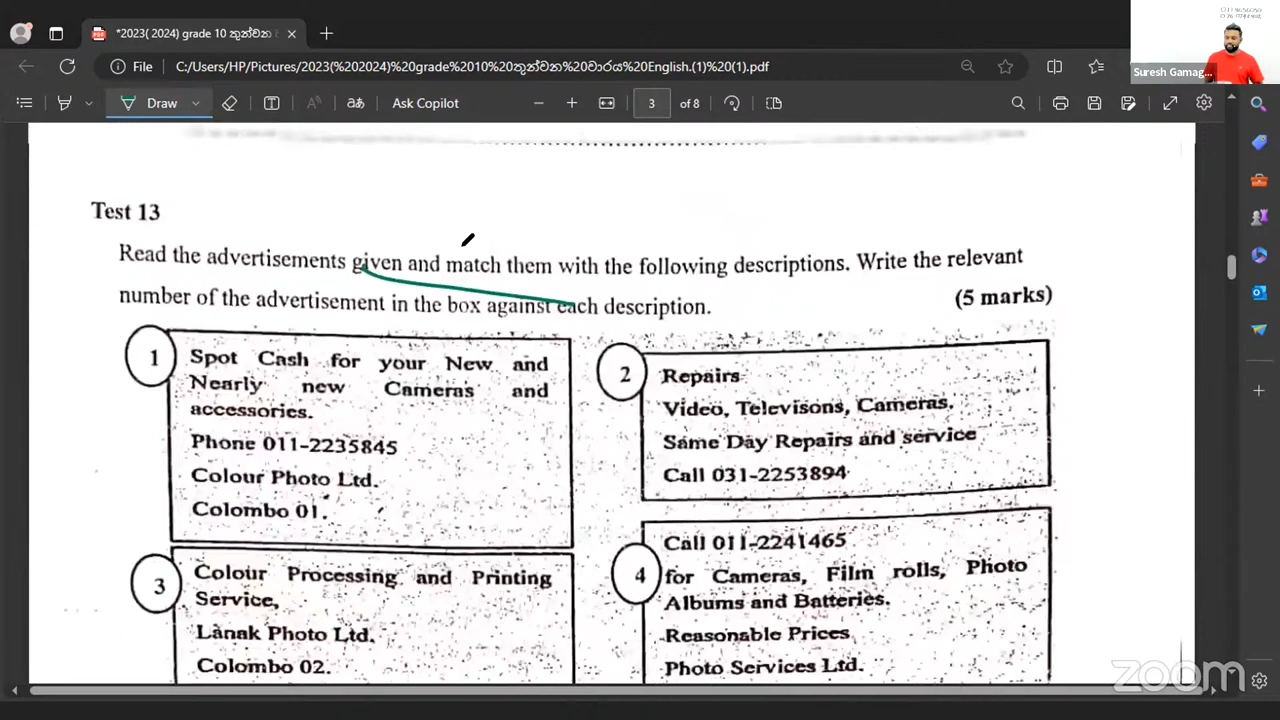 *2023( 2024) grade 10 තුන්වන
File
C:/Users/HP/Pictures/2023(%202024)%20grade%2010%20තුන්වන%20වාරය%20English.(1)%20(1).pdf
Suresh Gamag...
Draw
Ask Copilot
3 of 8
Test 13
Read the advertisements given and match them with the following descriptions. Write the relevant
number of the advertisement in the box against each description.
(5 marks)
1
Spot Cash for your New and
Nearly new Cameras and
accessories.
Phone 011-2235845
Colour Photo Ltd.
Colombo 01.
2
Repairs
Video, Televisons, Cameras.
Same Day Repairs and service
Call 031-2253894
3
Colour Processing and Printing
Service,
Lanak Photo Ltd.
Colombo 02.
4
Call 011-2241465
for Cameras, Film rolls, Photo
Albums and Batteries.
Reasonable Prices
Photo Services Ltd.
zoom